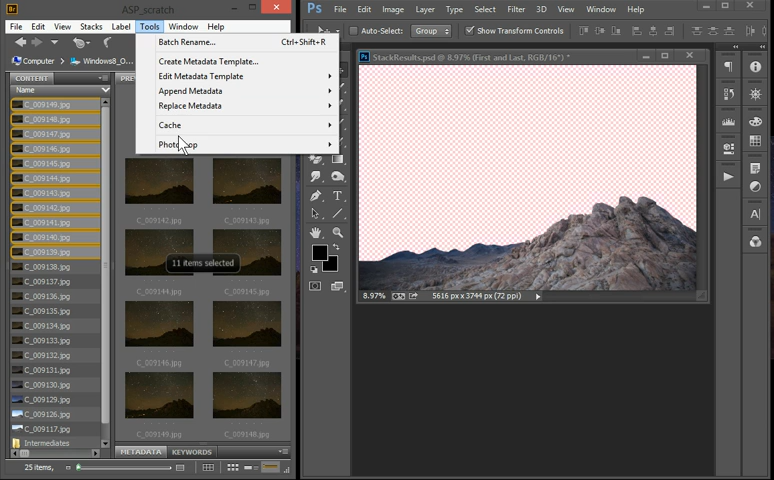 Br ASP_scratch
File Edit View Stacks Label Tools Window Help
Computer Windows8_O...
CONTENT
Name
C_009149.jpg
C_009148.jpg
C_009147.jpg
C_009146.jpg
C_009145.jpg
C_009144.jpg
C_009143.jpg
C_009142.jpg
C_009141.jpg
C_009140.jpg
C_009139.jpg
C_009138.jpg
C_009137.jpg
C_009136.jpg
C_009135.jpg
C_009134.jpg
C_009133.jpg
C_009132.jpg
C_009131.jpg
C_009130.jpg
C_009129.jpg
C_009126.jpg
C_009117.jpg
Intermediates
25 items,
PREV
Batch Rename... Ctrl+Shift+R
Create Metadata Template...
Edit Metadata Template
Append Metadata
Replace Metadata
Cache
C_009142.jpg C_009143.jpg
11 items selected
C_009144.jpg C_009145.jpg
C_009146.jpg C_009147.jpg
C_009149.jpg
METADATA KEYWORDS
Ps File Edit Image Layer Type Select Filter 3D View Window Help
Auto-Select: Group Show Transform Controls
StackResults.psd @ 8.97% (First and Last, RGB/16*) *
8.97% 5616 px x 3744 px (72 ppi)